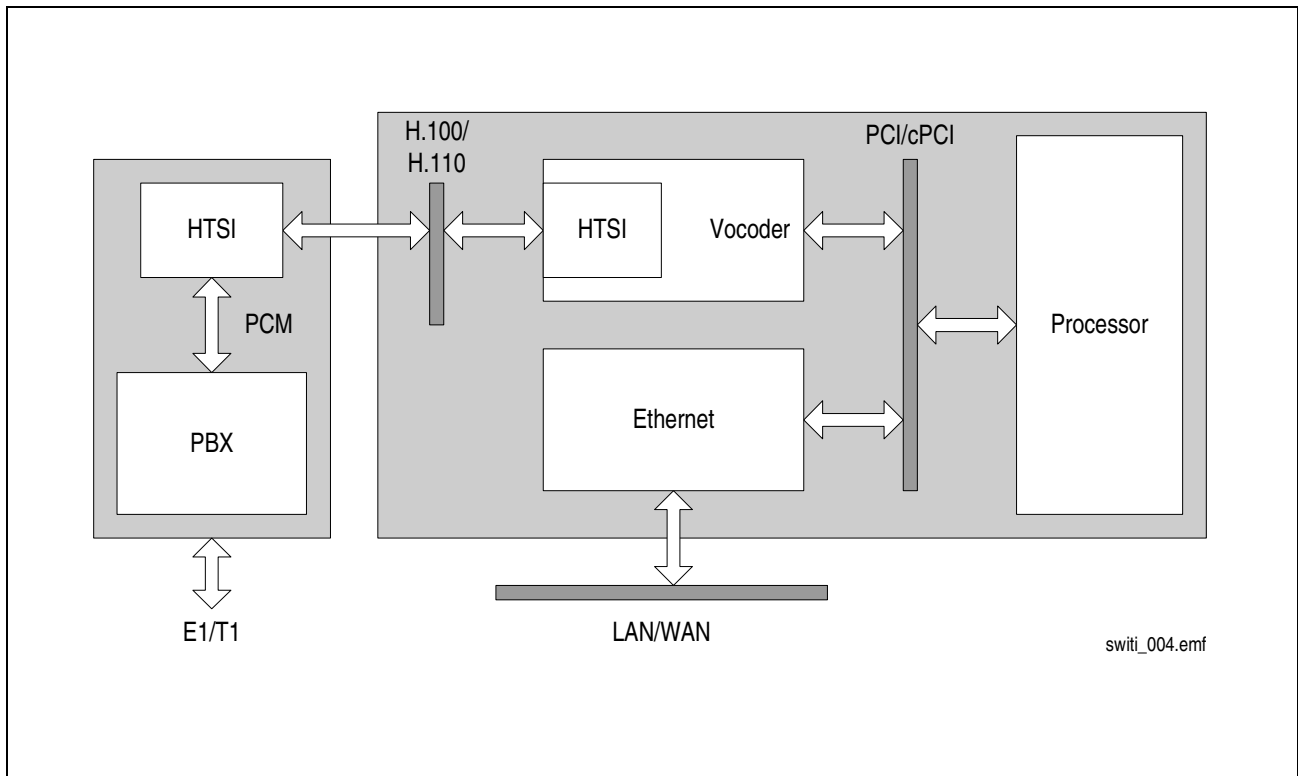 H.100/
H.110
PCI/cPCI
HTSI
HTSI
Vocoder
PCM
Processor
Ethernet
PBX
E1/T1
LAN/WAN
switi_004.emf